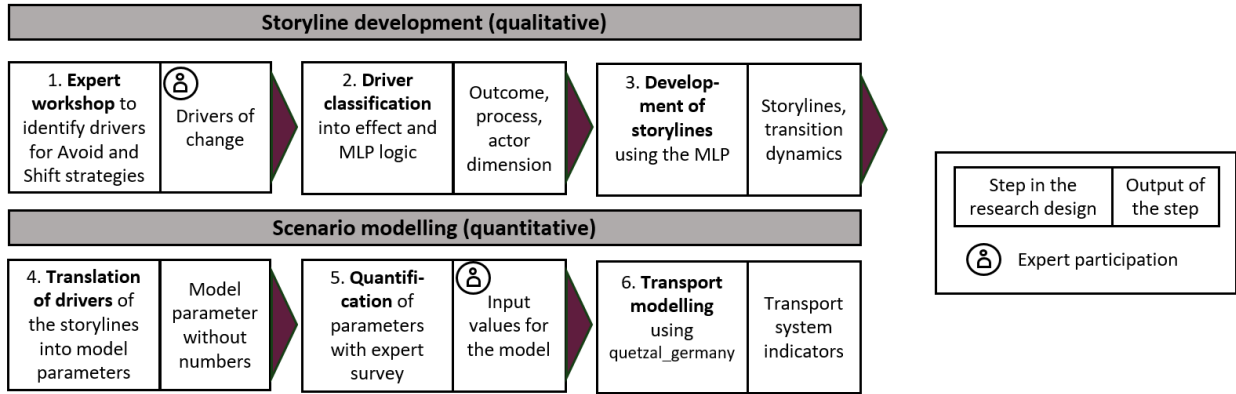 Storyline development (qualitative)
1. Expert
workshop to
identify drivers
for Avoid and
Shift strategies
Drivers of
change
2. Driver
classification
into effect and
MLP logic
Outcome,
process,
actor
dimension
3. Develop-
ment of
storylines
using the MLP
Storylines,
transition
dynamics
Scenario modelling (quantitative)
4. Translation
of drivers of
the storylines
into model
parameters
Model
parameter
without
numbers
5. Quantifi-
cation of
parameters
with expert
survey
Input
values for
the model
6. Transport
modelling
using
quetzal_germany
Transport
system
indicators
Step in the
research design
Output of
the step
Expert participation